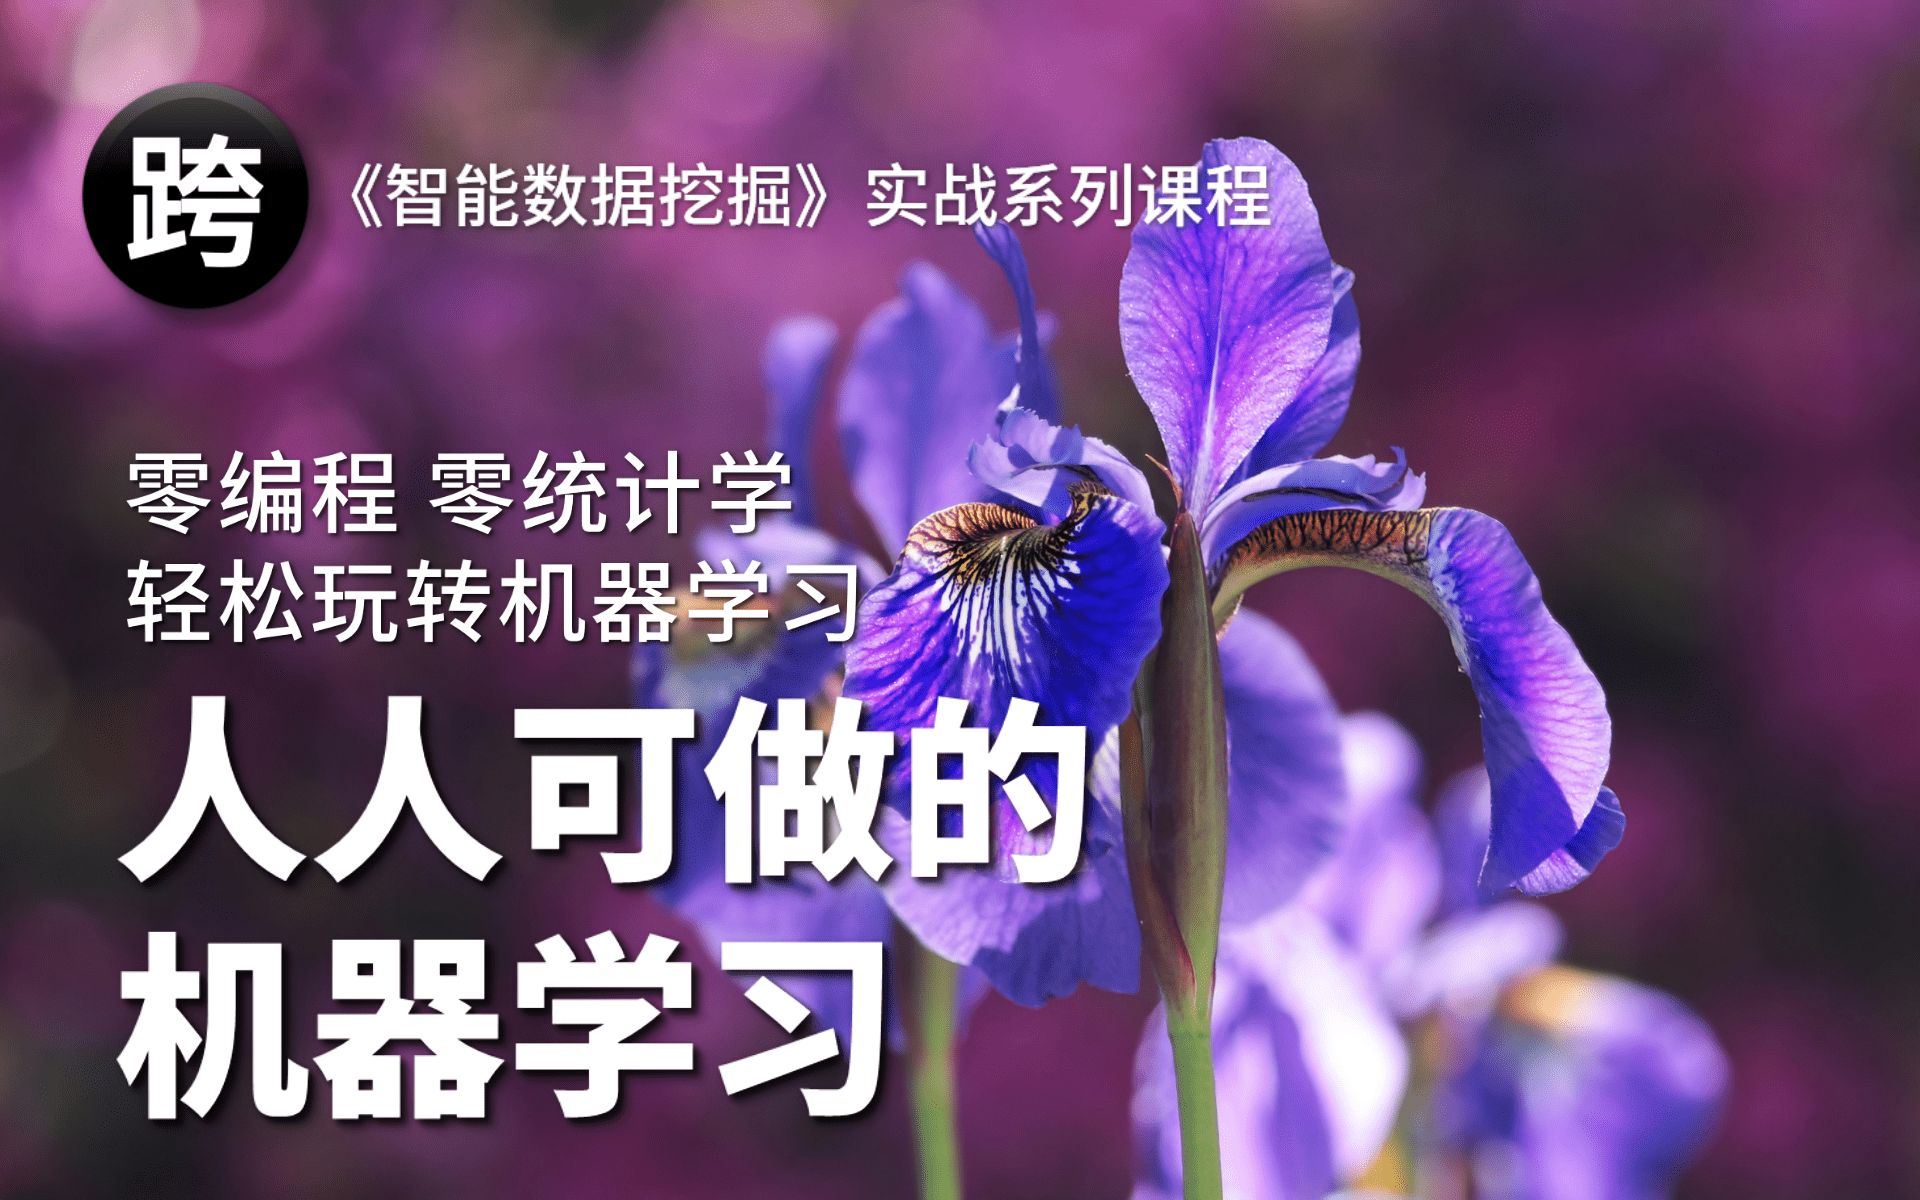 跨
《智能数据挖掘》实战系列课程
零编程 零统计学
轻松玩转机器学习
人人可做的
机器学习